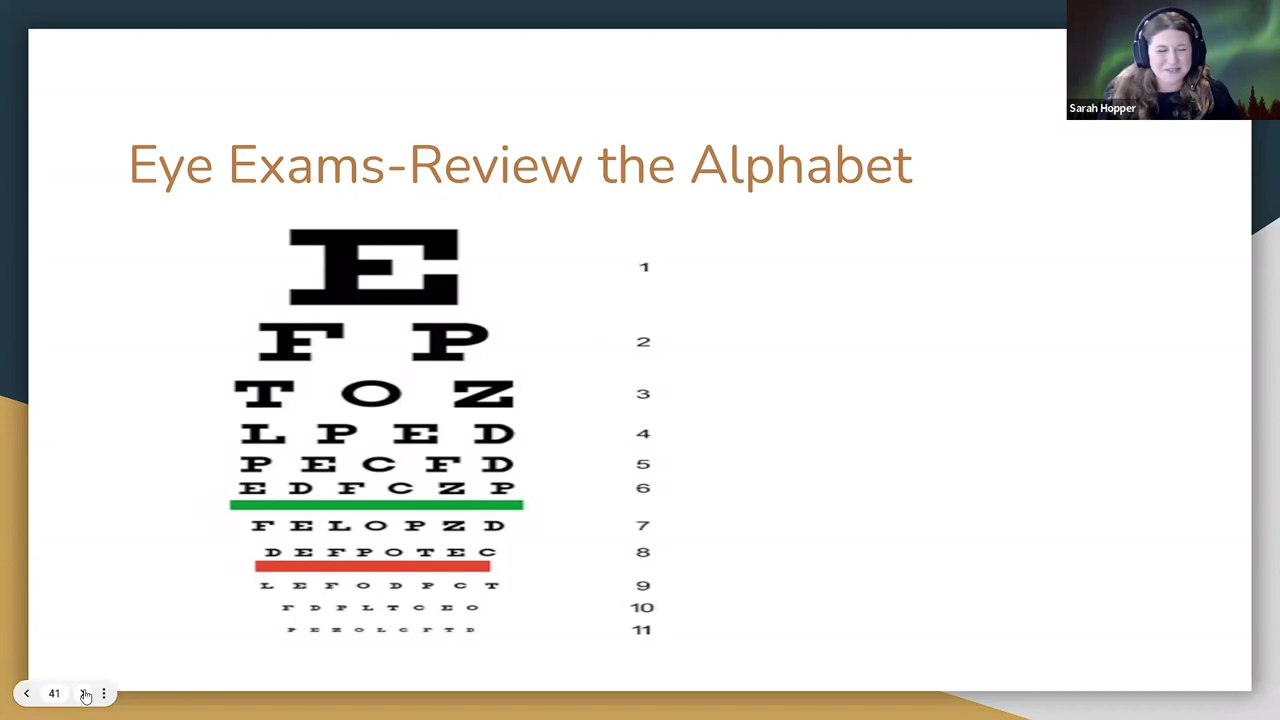 Sarah Hopper
Eye Exams-Review the Alphabet
E 1
F P 2
T O Z 3
L P E D 4
P E C F D 5
E D F C Z P 6
F E L O P Z D 7
D E F P O T E C 8
L E F O D P C T 9
F D P L T C E O 10
P E Z O L C F T D 11
41